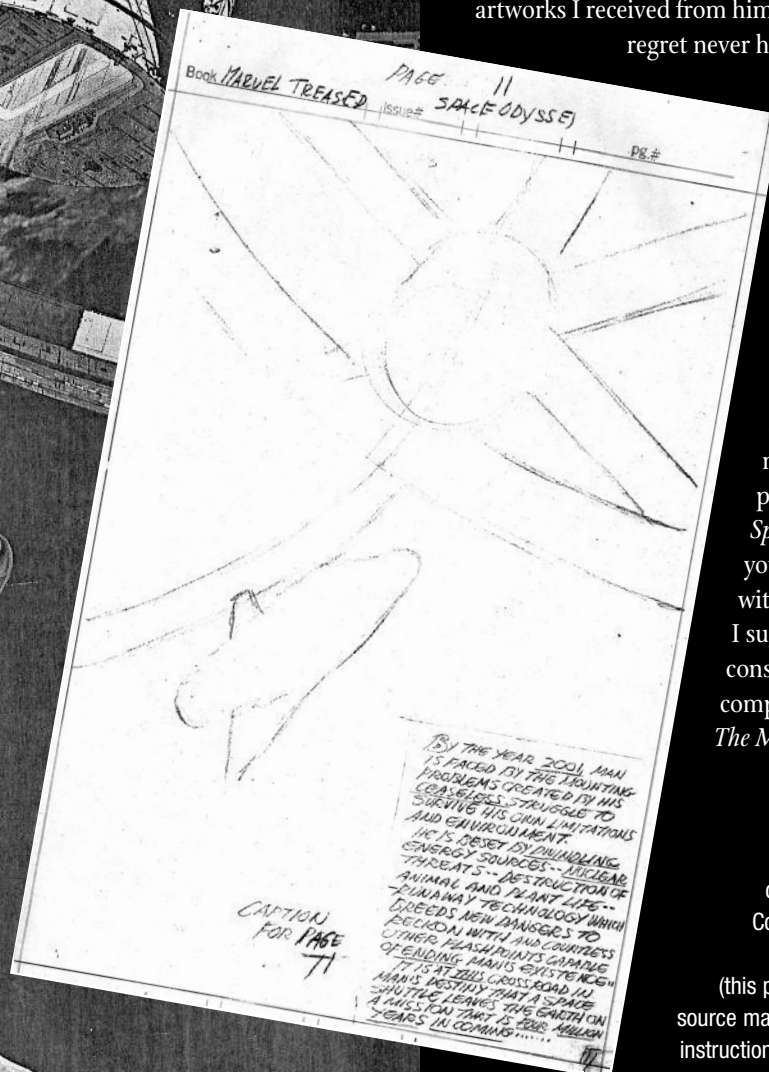 artworks I received from him
regret never h
PAGE 11
Book MARVEL TREASED issue# SPACE ODYSSEJ
pg.#
BY THE YEAR 2001, MAN
IS FACED BY THE MOUNTING
PROBLEMS CREATED BY HIS
CEASELESS STRUGGLE TO
SURVIVE HIS OWN LIMITATIONS
AND ENVIRONMENT.
HE IS BESET BY DWINDLING
ENERGY SOURCES-- NUCLEAR
THREATS-- DESTRUCTION OF
ANIMAL AND PLANT LIFE--
RUNAWAY TECHNOLOGY WHICH
BREEDS NEW DANGERS TO
RECKON WITH AND COUNTLESS
OTHER FLASHPOINTS CAPABLE
OF ENDING MAN'S EXISTENCE"
IT IS AT THIS CROSSROAD IN
MAN'S DESTINY THAT A SPACE
SHUTTLE LEAVES THE EARTH ON
A MISSION THAT IS FOUR MILLION
YEARS IN COMING......
CAPTION
FOR PAGE
11
p
Sp
yo
wit
I su
cons
comp
The M
Co
(this p
source ma
instruction